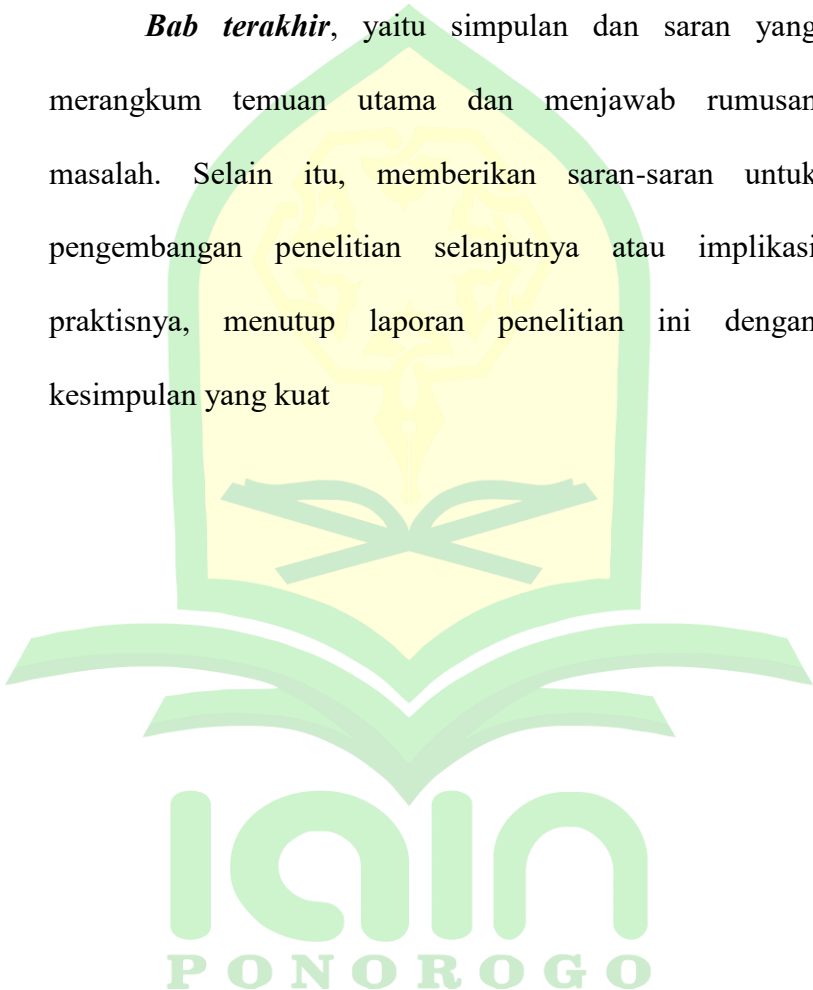 Bab terakhir, yaitu simpulan dan saran yang
merangkum temuan utama dan menjawab rumusan
masalah. Selain itu, memberikan saran-saran untuk
pengembangan penelitian selanjutnya atau implikasi
praktisnya, menutup laporan penelitian ini dengan
kesimpulan yang kuat
iain
PONOROGO